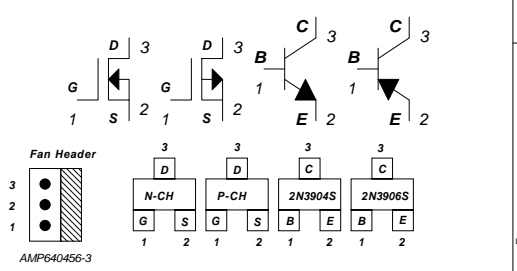 D 3
G
1 S 2
D 3
G
1 S 2
C 3
B
1
E 2
C 3
B
1
E 2
Fan Header
3
2
1
AMP640456-3
3
D
N-CH
G S
1 2
3
D
P-CH
G S
1 2
3
C
2N3904S
B E
1 2
3
C
2N3906S
B E
1 2